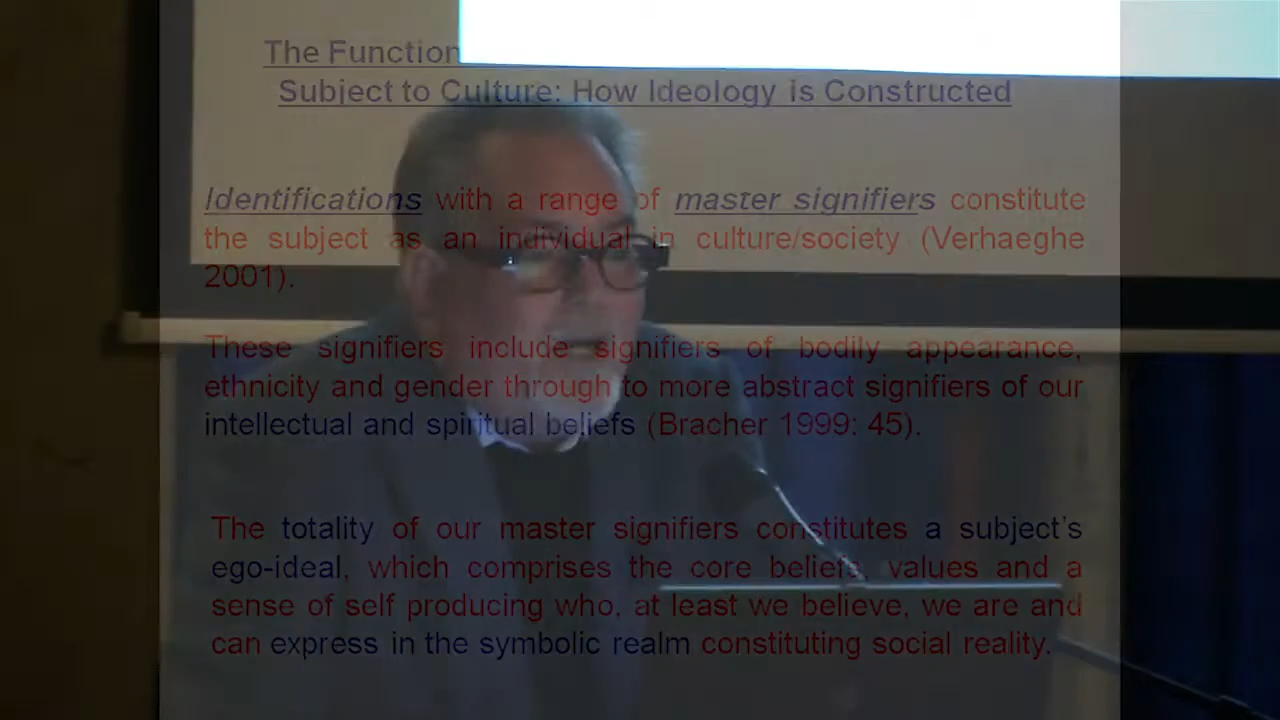 The Function
Subject to Culture: How Ideology is Constructed
Identifications with a range of master signifiers constitute
the subject as an individual in culture/society (Verhaeghe
2001).
These signifiers include signifiers of bodily appearance,
ethnicity and gender through to more abstract signifiers of our
intellectual and spiritual beliefs (Bracher 1999: 45).
The totality of our master signifiers constitutes a subject's
ego-ideal, which comprises the core beliefs, values and a
sense of self producing who, at least we believe, we are and
can express in the symbolic realm constituting social reality.